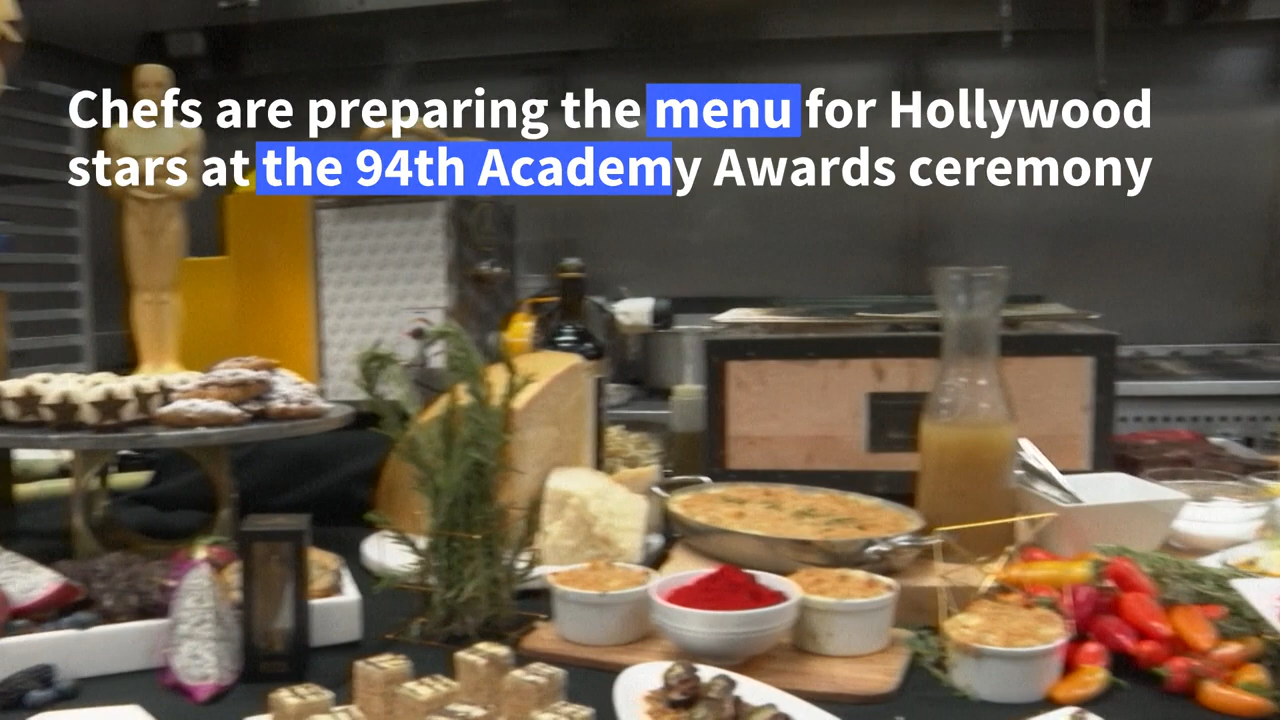 Chefs are preparing the menu for Hollywood
stars at the 94th Academy Awards ceremony